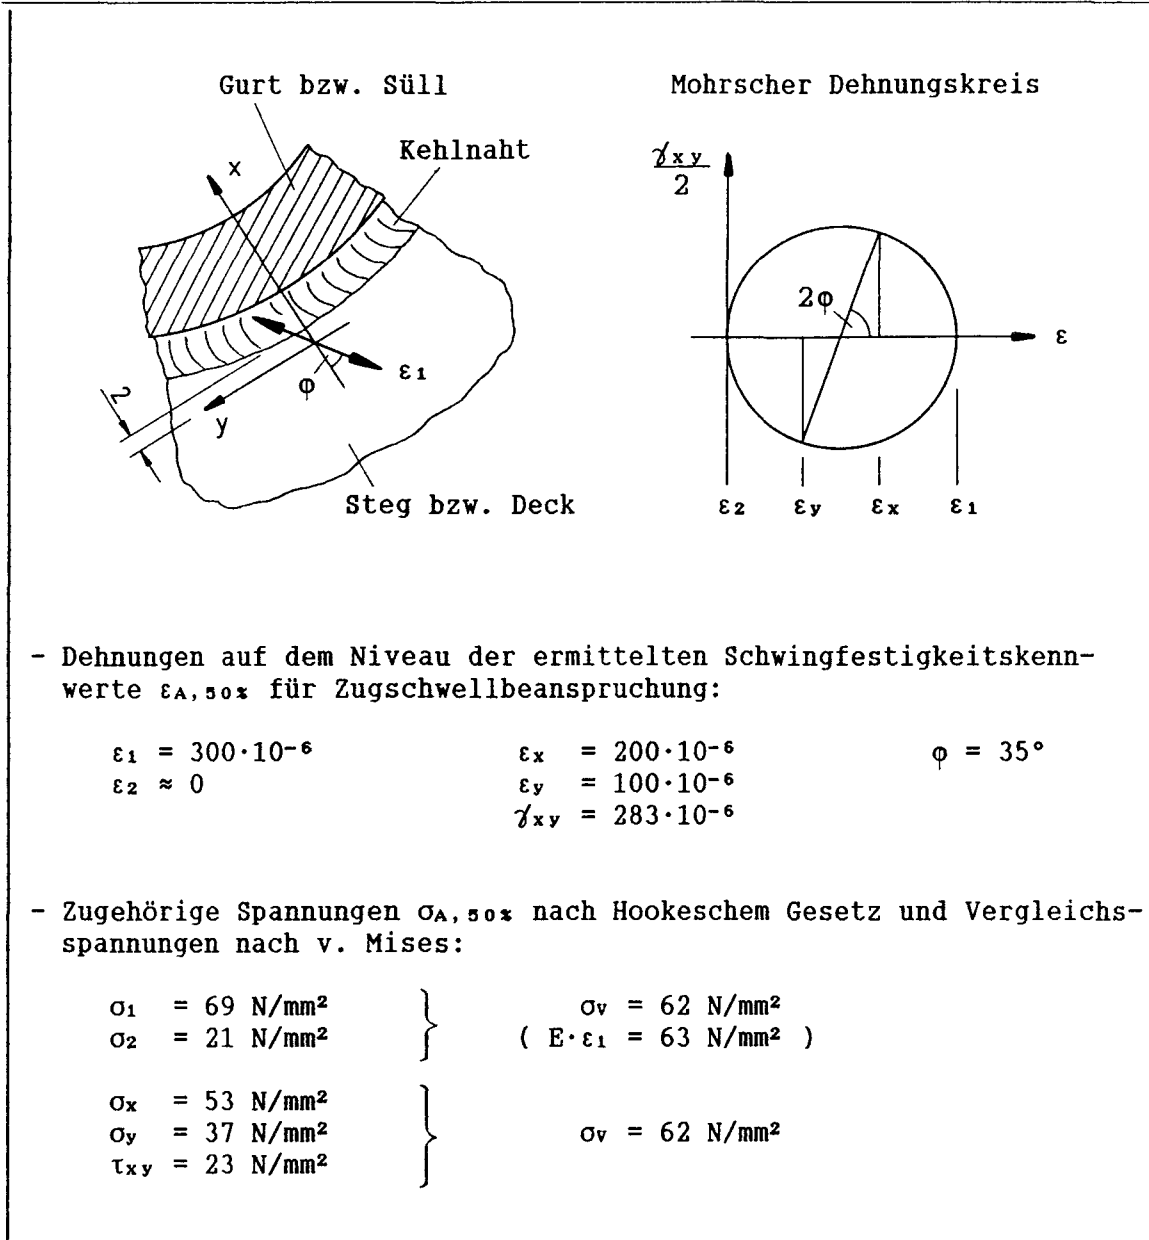 Gurt bzw. Süll
Mohrscher Dehnungskreis
Kehlnaht
x
γxy
2
2φ
ε
ε1
φ
y
2
Steg bzw. Deck
ε2 εy εx ε1
- Dehnungen auf dem Niveau der ermittelten Schwingfestigkeitskenn-
werte εA,50% für Zugschwellbeanspruchung:
ε1 = 300·10⁻⁶ εx = 200·10⁻⁶ φ = 35°
ε2 ≈ 0 εy = 100·10⁻⁶
γxy = 283·10⁻⁶
- Zugehörige Spannungen σA,50% nach Hookeschem Gesetz und Vergleichs-
spannungen nach v. Mises:
σ1 = 69 N/mm² σv = 62 N/mm²
σ2 = 21 N/mm² ( E·ε1 = 63 N/mm² )
σx = 53 N/mm²
σy = 37 N/mm² σv = 62 N/mm²
τxy = 23 N/mm²